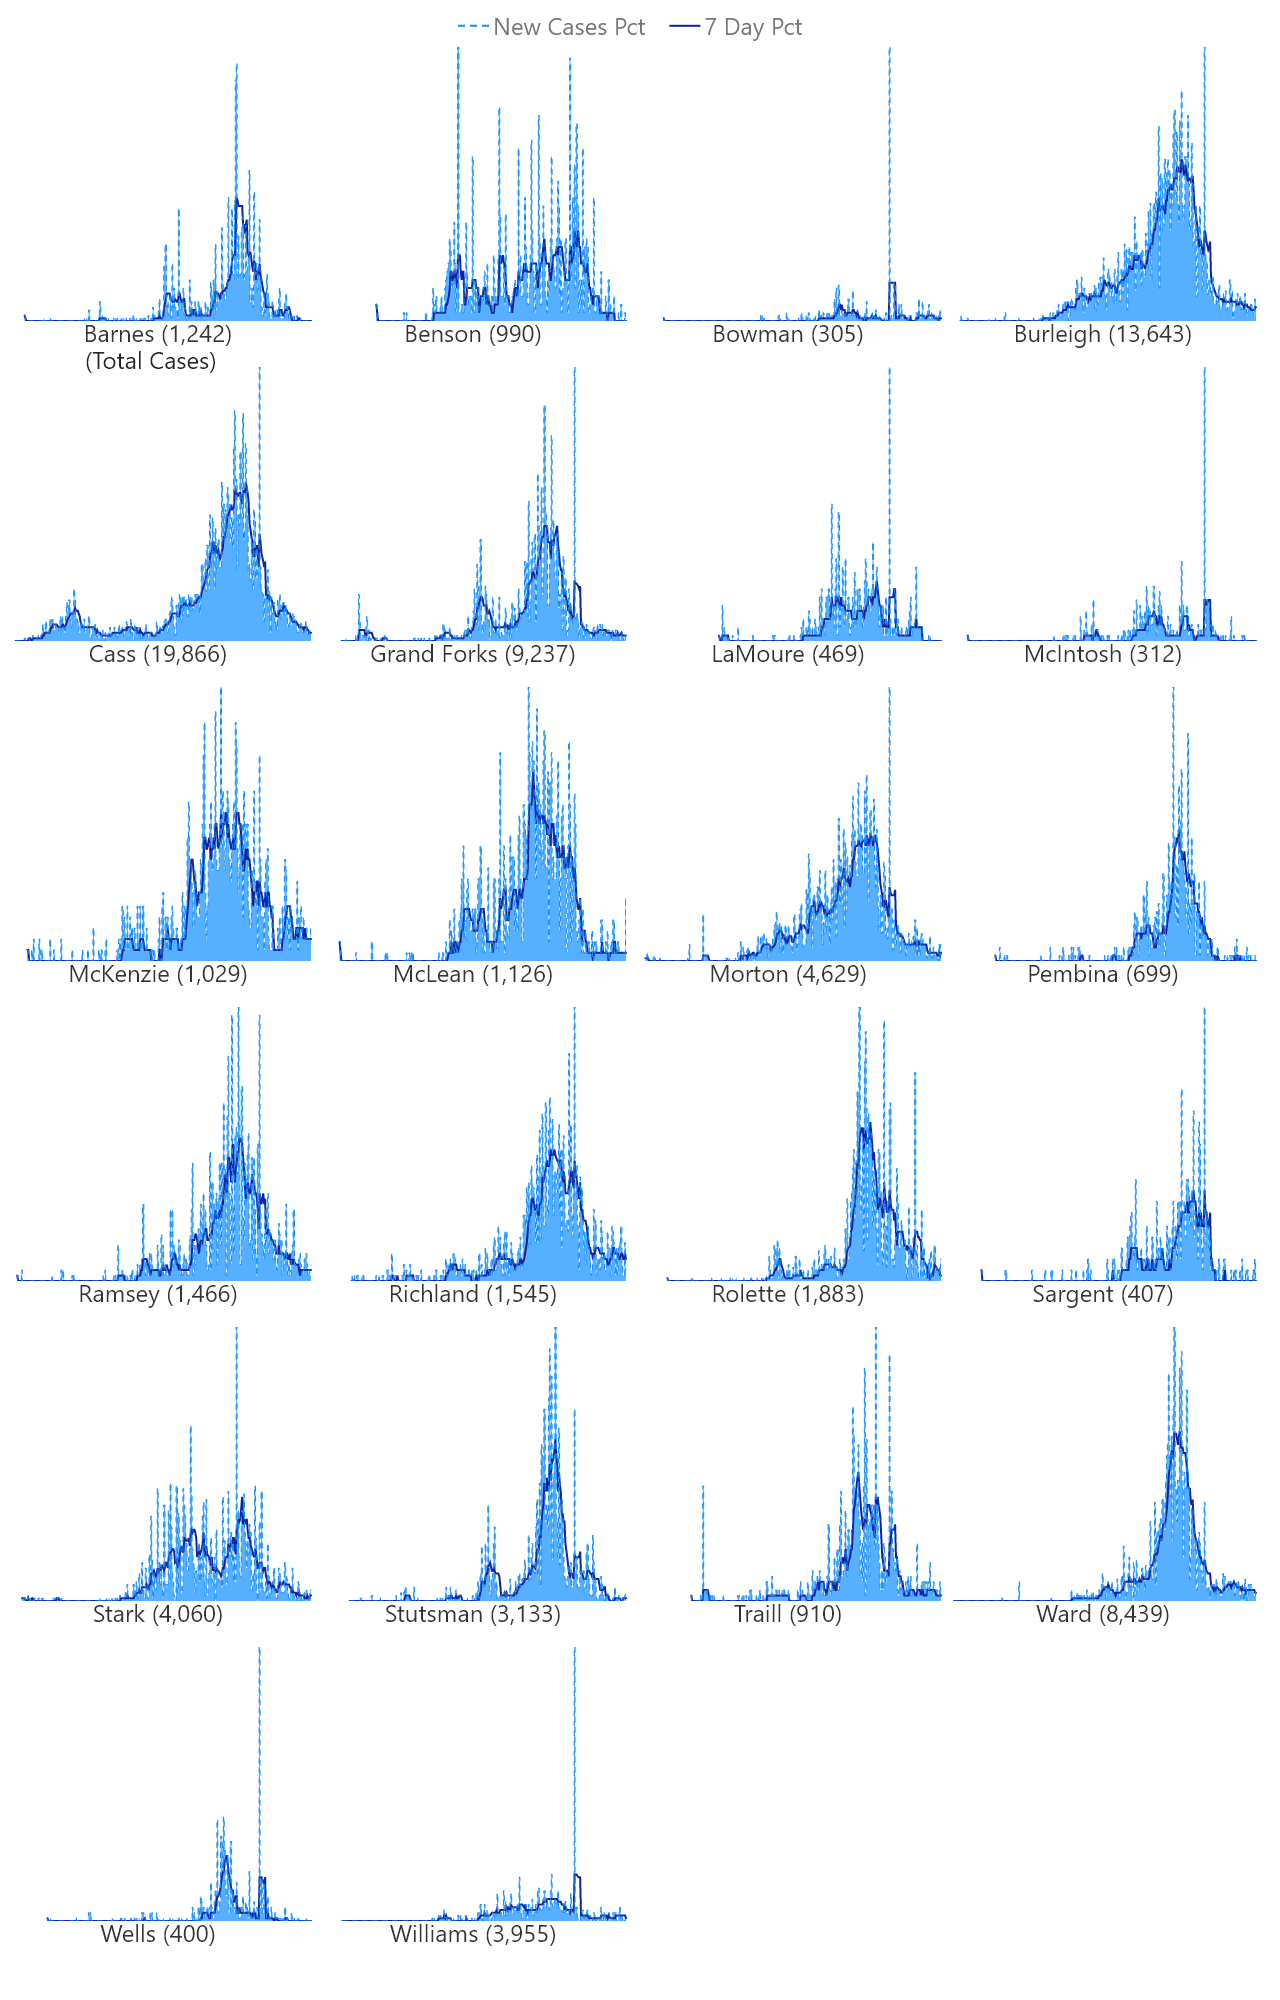 New Cases Pct 7 Day Pct
Barnes (1,242) Benson (990) Bowman (305) Burleigh (13,643)
(Total Cases)
Cass (19,866) Grand Forks (9,237) LaMoure (469) McIntosh (312)
McKenzie (1,029) McLean (1,126) Morton (4,629) Pembina (699)
Ramsey (1,466) Richland (1,545) Rolette (1,883) Sargent (407)
Stark (4,060) Stutsman (3,133) Traill (910) Ward (8,439)
Wells (400) Williams (3,955)